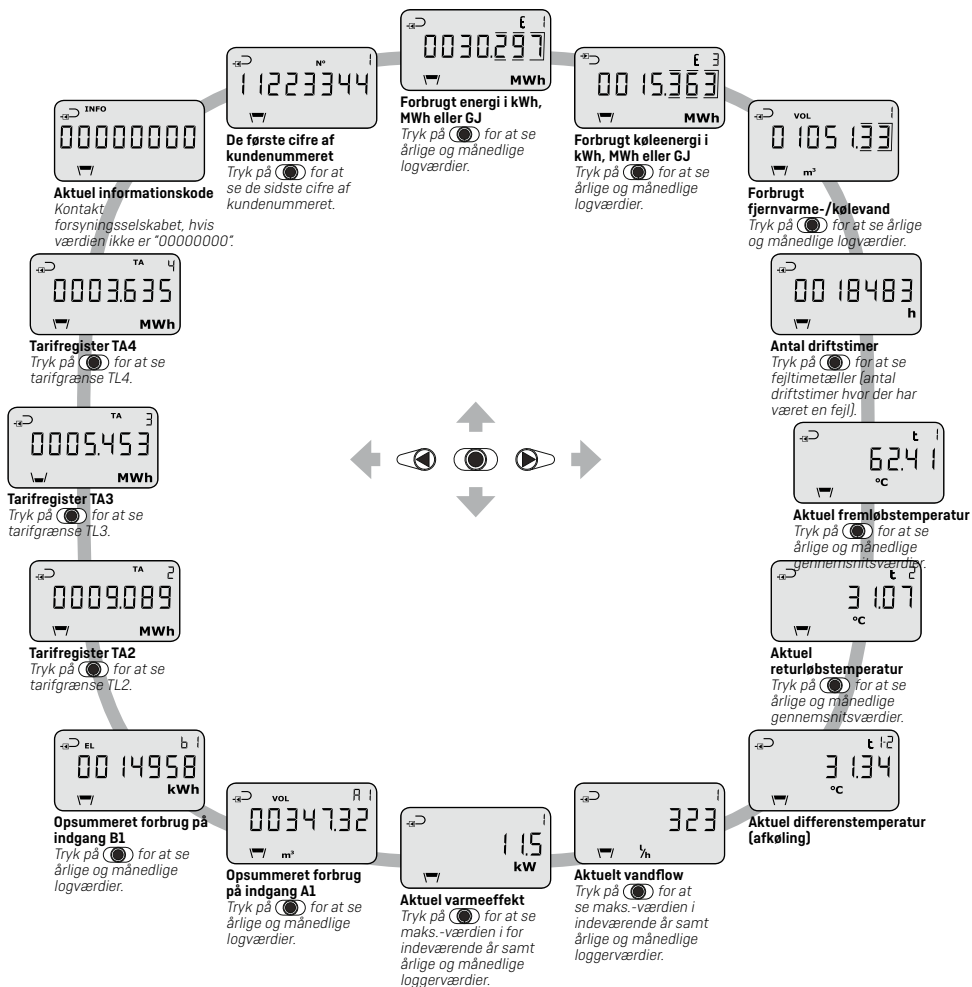 E 1
0030.297
MWh
Forbrugt energi i kWh,
MWh eller GJ
Tryk på for at se
årlige og månedlige
logværdier.
E 3
0015.363
MWh
Forbrugt køleenergi i
kWh, MWh eller GJ
Tryk på for at se
årlige og månedlige
logværdier.
VOL 1
01051.33
m³
Forbrugt
fjernvarme-/kølevand
Tryk på for at se årlige
og månedlige logværdier.
0018483
h
Antal driftstimer
Tryk på for at se
fejltimetæller (antal
driftstimer hvor der har
været en fejl).
t 1
62.41
°C
Aktuel fremløbstemperatur
Tryk på for at se
årlige og månedlige
gennemsnitsværdier.
t 2
31.07
°C
Aktuel
returløbstemperatur
Tryk på for at se
årlige og månedlige
gennemsnitsværdier.
t 1-2
31.34
°C
Aktuel differenstemperatur
(afkøling)
1
323
l/h
Aktuelt vandflow
Tryk på for at
se maks.-værdien i
indeværende år samt
årlige og månedlige
loggerværdier.
1
11.5
kW
Aktuel varmeeffekt
Tryk på for at se
maks.-værdien i for
indeværende år samt
årlige og månedlige
loggerværdier.
VOL A1
00347.32
m³
Opsummeret forbrug
på indgang A1
Tryk på for at se
årlige og månedlige
logværdier.
EL b1
0014958
kWh
Opsummeret forbrug på
indgang B1
Tryk på for at se
årlige og månedlige
logværdier.
TA 2
0009.089
MWh
Tarifregister TA2
Tryk på for at se
tarifgrænse TL2.
TA 3
0005.453
MWh
Tarifregister TA3
Tryk på for at se
tarifgrænse TL3.
TA 4
0003.635
MWh
Tarifregister TA4
Tryk på for at se
tarifgrænse TL4.
INFO
00000000
Aktuel informationskode
Kontakt
forsyningsselskabet, hvis
værdien ikke er "00000000".
N° 1
11223344
De første cifre af
kundenummeret
Tryk på for at
se de sidste cifre af
kundenummeret.